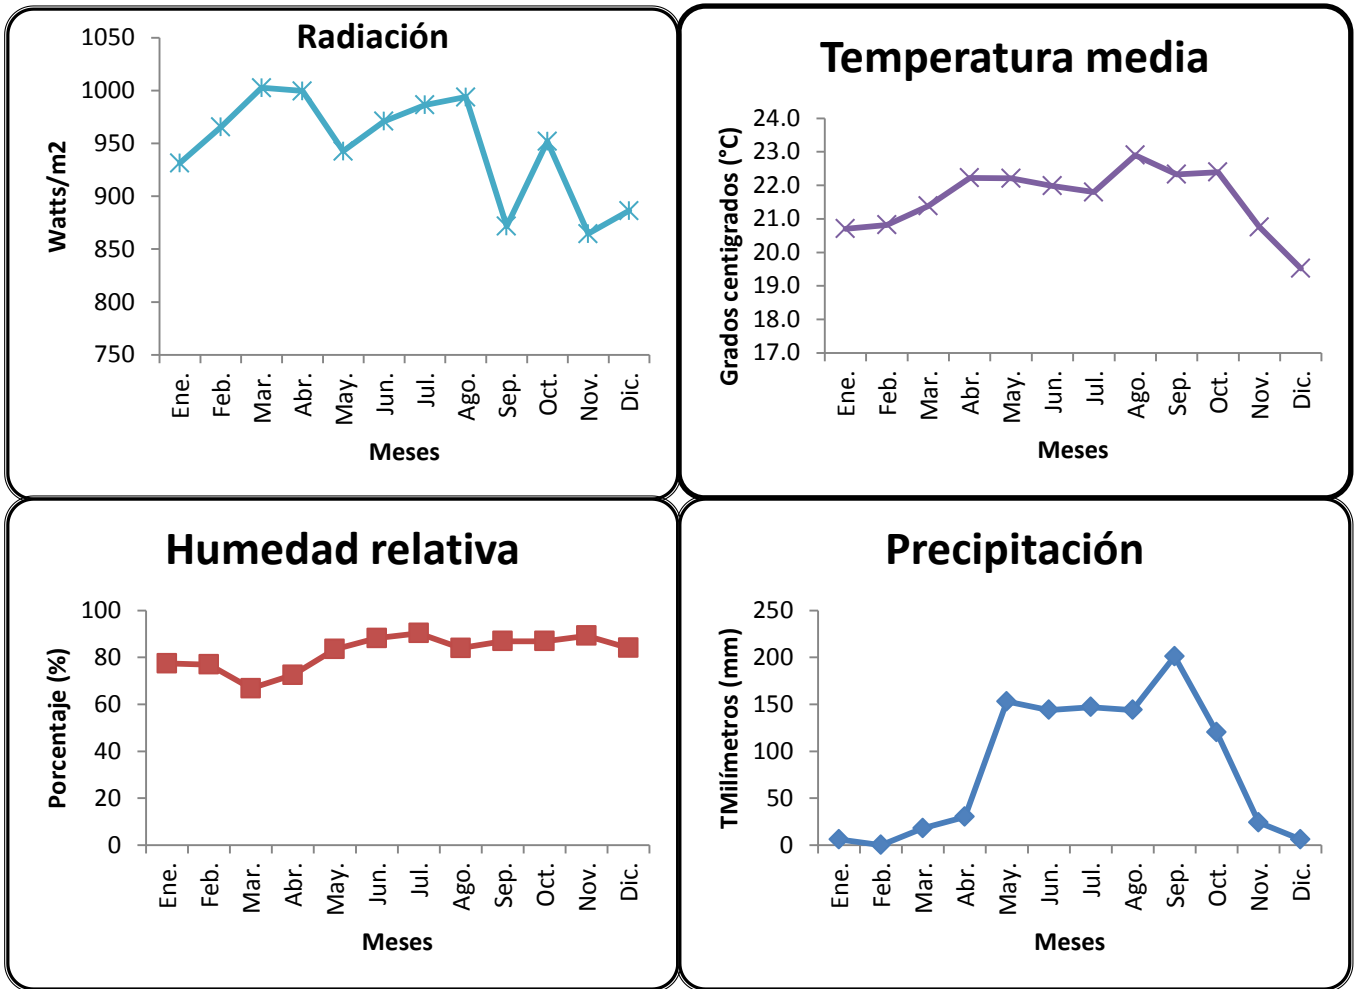 Radiación
Watts/m2
1050
1000
950
900
850
800
750
Ene.
Feb.
Mar.
Abr.
May.
Jun.
Jul.
Ago.
Sep.
Oct.
Nov.
Dic.
Meses
Temperatura media
Grados centigrados (°C)
24.0
23.0
22.0
21.0
20.0
19.0
18.0
17.0
Ene.
Feb.
Mar.
Abr.
May.
Jun.
Jul.
Ago.
Sep.
Oct.
Nov.
Dic.
Meses
Humedad relativa
Porcentaje (%)
100
80
60
40
20
0
Ene.
Feb.
Mar.
Abr.
May.
Jun.
Jul.
Ago.
Sep.
Oct.
Nov.
Dic.
Meses
Precipitación
TMilímetros (mm)
250
200
150
100
50
0
Ene.
Feb.
Mar.
Abr.
May.
Jun.
Jul.
Ago.
Sep.
Oct.
Nov.
Dic.
Meses